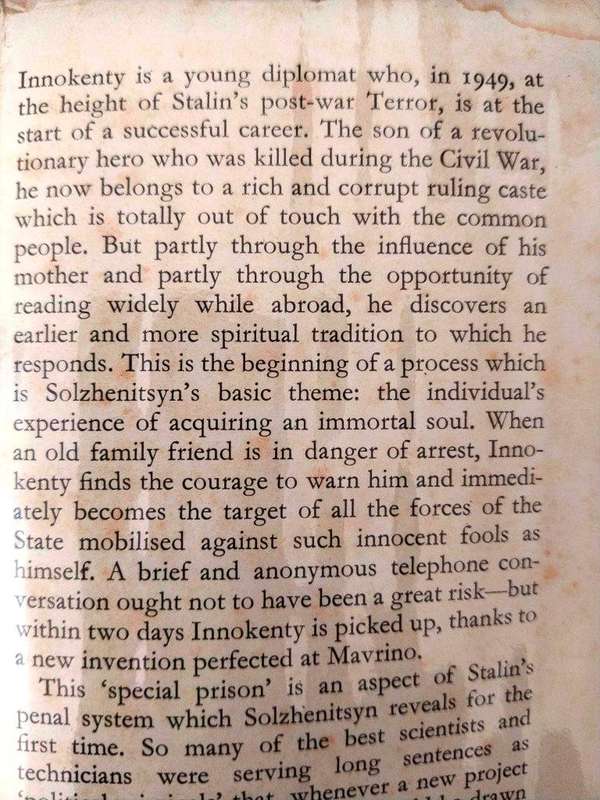 Innokenty is a young diplomat who, in 1949, at
the height of Stalin's post-war Terror, is at the
start of a successful career. The son of a revolu-
tionary hero who was killed during the Civil War,
he now belongs to a rich and corrupt ruling caste
which is totally out of touch with the common
people. But partly through the influence of his
mother and partly through the opportunity of
reading widely while abroad, he discovers an
earlier and more spiritual tradition to which he
responds. This is the beginning of a process which
is Solzhenitsyn's basic theme: the individual's
experience of acquiring an immortal soul. When
an old family friend is in danger of arrest, Inno-
kenty finds the courage to warn him and immedi-
ately becomes the target of all the forces of the
State mobilised against such innocent fools as
himself. A brief and anonymous telephone con-
versation ought not to have been a great risk—but
within two days Innokenty is picked up, thanks to
a new invention perfected at Mavrino.
This 'special prison' is an aspect of Stalin's
penal system which Solzhenitsyn reveals for the
first time. So many of the best scientists and
technicians were serving long sentences as
that, whenever a new project
drawn